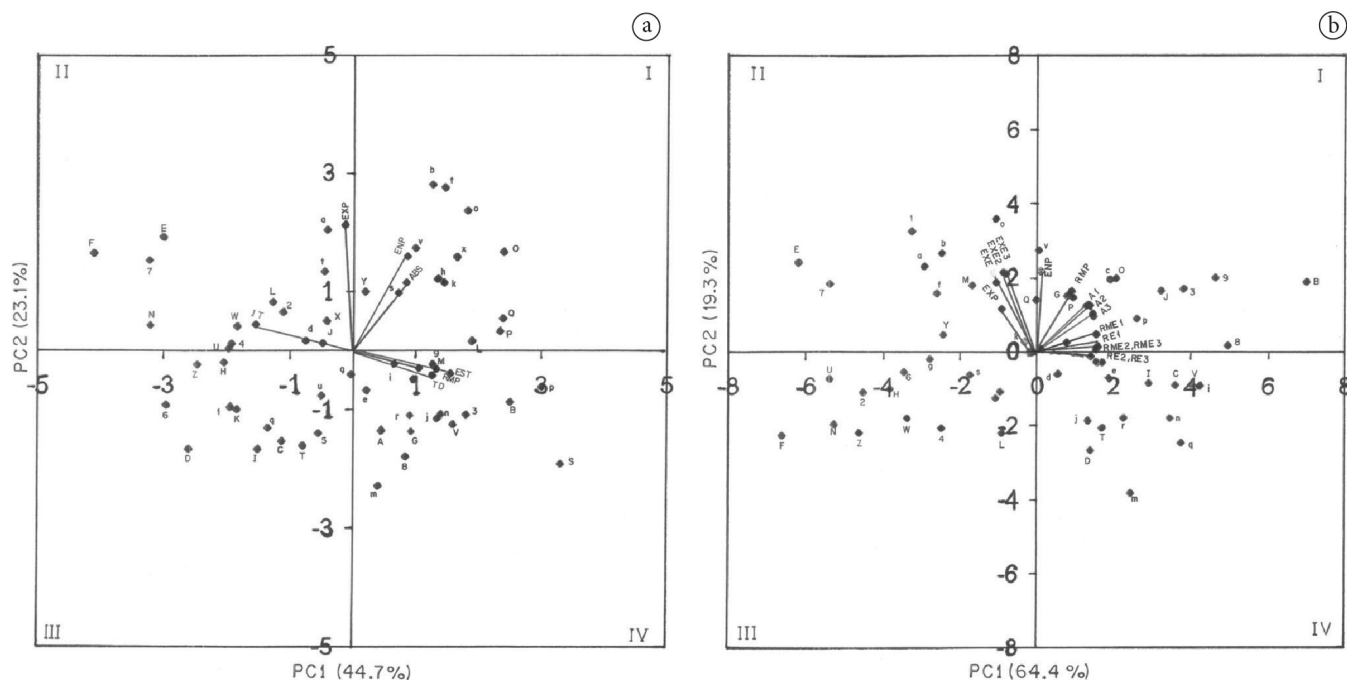 a
II
I
5
3
1
-1
-3
-5
-5
-3
-1
1
3
5
b
f
o
EXP
a
E
F
7
ENP
v
x
O
f
ABS
h
k
s
Y
L
2
N
W
X
Q
J
P
d
J
T
U
4
Z
H
q
i
g
M
EST
RMP
TD
u
e
6
f
K
r
j
n
3
B
p
q
A
G
V
5
C
T
D
I
8
S
m
III
IV
PC2 (23.1%)
PC1 (44.7%)
b
II
I
8
6
4
2
0
-2
-4
-6
-8
-8
-6
-4
-2
0
2
4
6
8
1
o
b
a
E
7
f
M
EXE3
EXE2
EXE
EXP
v
ENP
RMP
c
O
G
P
Q
A1
A2
A3
J
3
9
B
p
Y
RME1
RE1
RME2, RME3
RE2, RE3
8
g
s
d
e
I
C
V
i
U
G
2
H
N
W
Z
4
L
F
j
T
r
n
q
D
m
III
IV
PC2 (19.3 %)
PC1 (64.4 %)